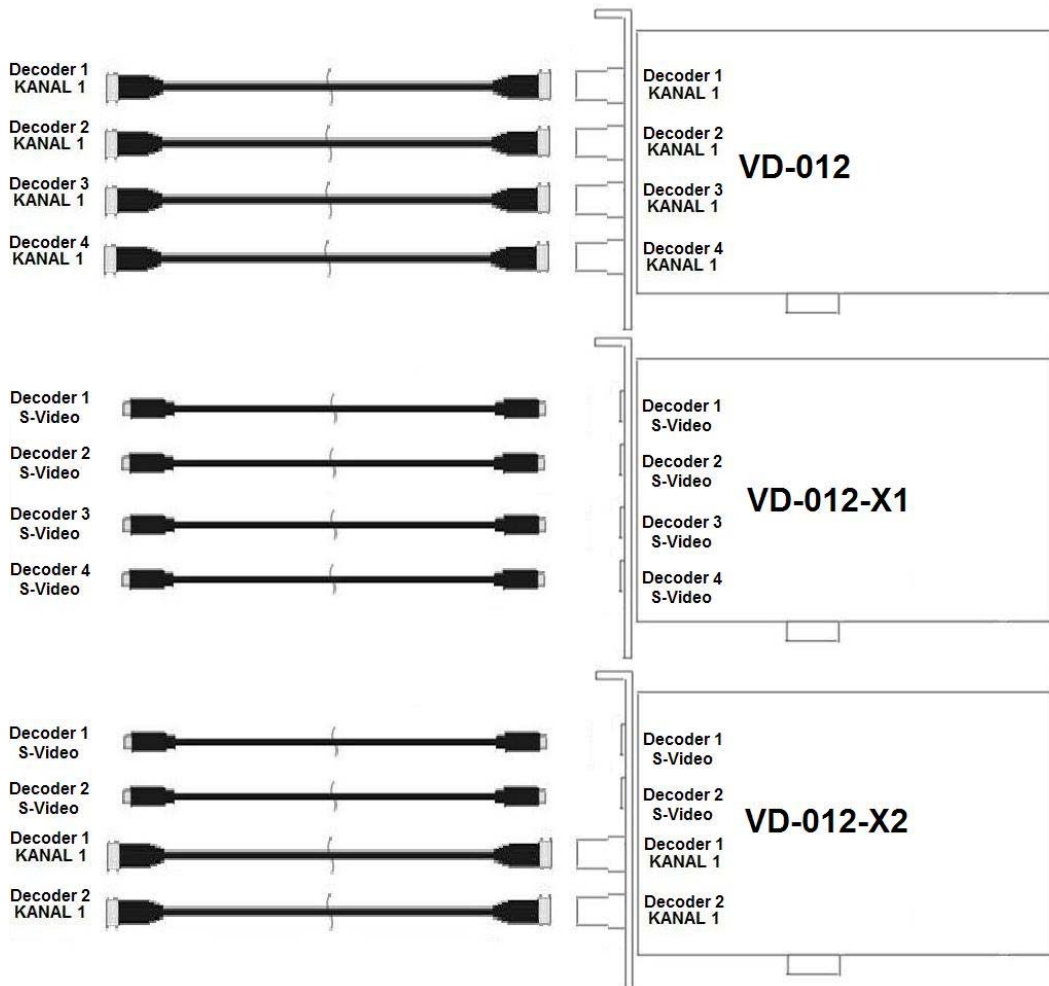 Decoder 1
KANAL 1
Decoder 2
KANAL 1
Decoder 3
KANAL 1
Decoder 4
KANAL 1
Decoder 1
KANAL 1
Decoder 2
KANAL 1
Decoder 3
KANAL 1
Decoder 4
KANAL 1
VD-012
Decoder 1
S-Video
Decoder 2
S-Video
Decoder 3
S-Video
Decoder 4
S-Video
Decoder 1
S-Video
Decoder 2
S-Video
Decoder 3
S-Video
Decoder 4
S-Video
VD-012-X1
Decoder 1
S-Video
Decoder 2
S-Video
Decoder 1
KANAL 1
Decoder 2
KANAL 1
Decoder 1
S-Video
Decoder 2
S-Video
Decoder 1
KANAL 1
Decoder 2
KANAL 1
VD-012-X2